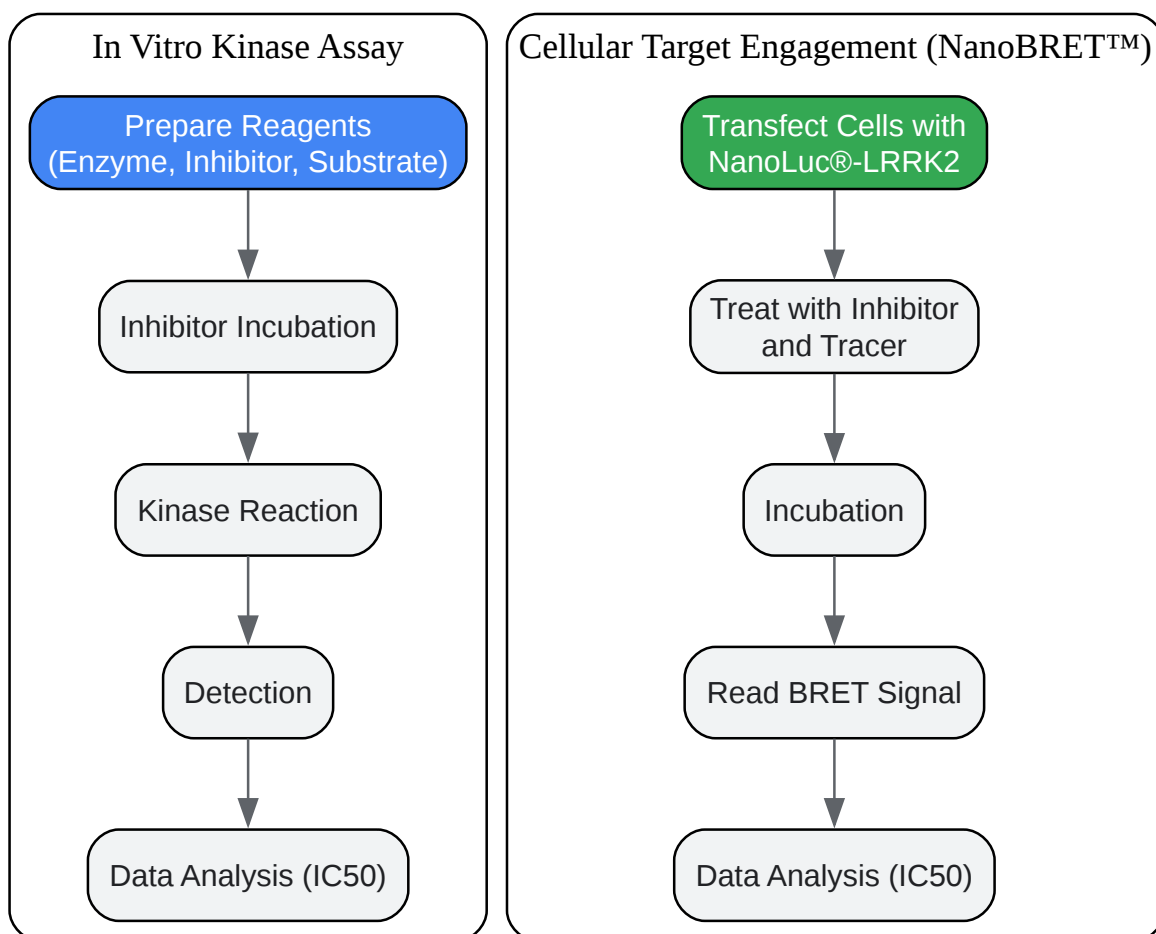 In Vitro Kinase Assay
Prepare Reagents
(Enzyme, Inhibitor, Substrate)
Inhibitor Incubation
Kinase Reaction
Detection
Data Analysis (IC50)
Cellular Target Engagement (NanoBRET™)
Transfect Cells with
NanoLuc®-LRRK2
Treat with Inhibitor
and Tracer
Incubation
Read BRET Signal
Data Analysis (IC50)